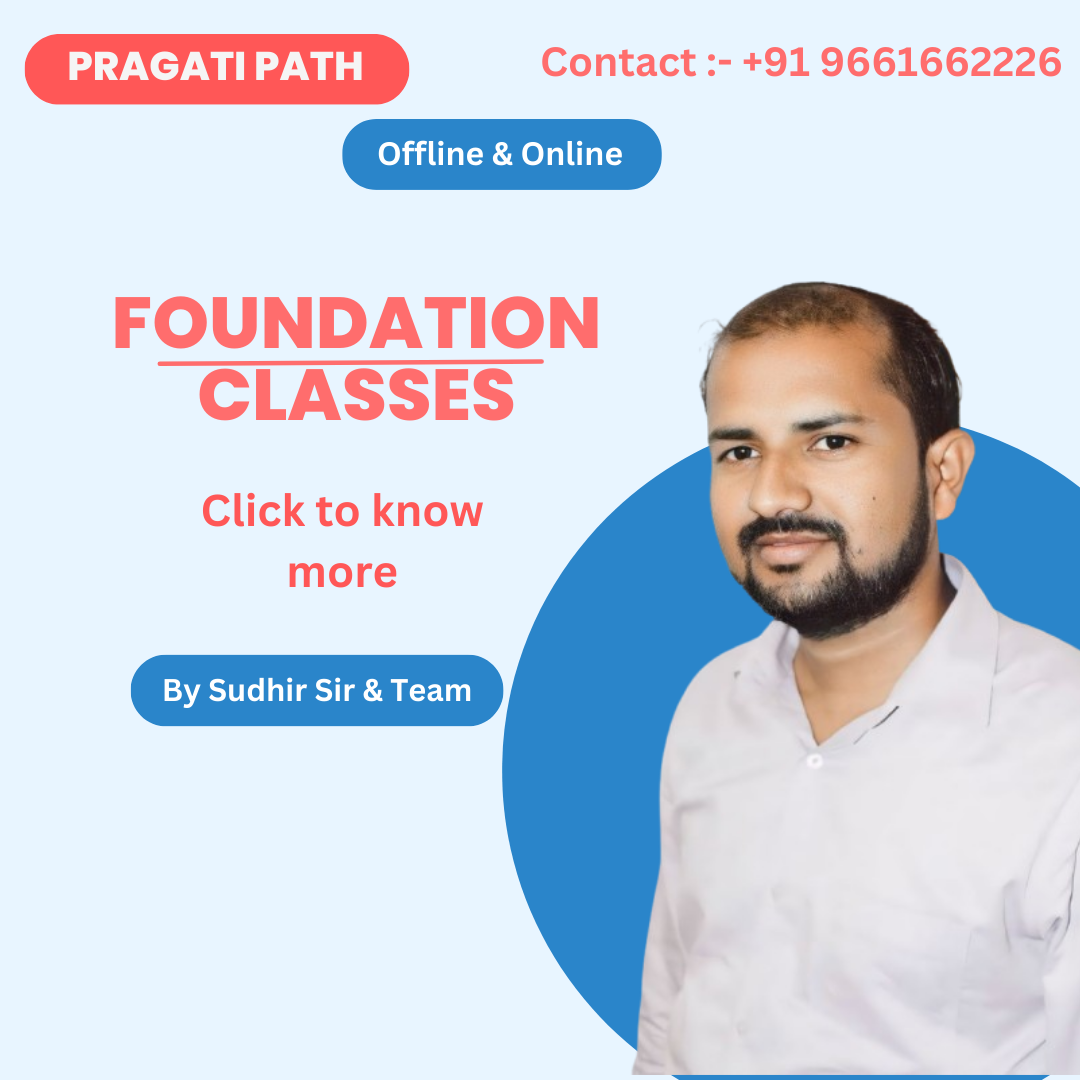 PRAGATI PATH
Contact :- +91 9661662226
Offline & Online
FOUNDATION
CLASSES
Click to know
more
By Sudhir Sir & Team